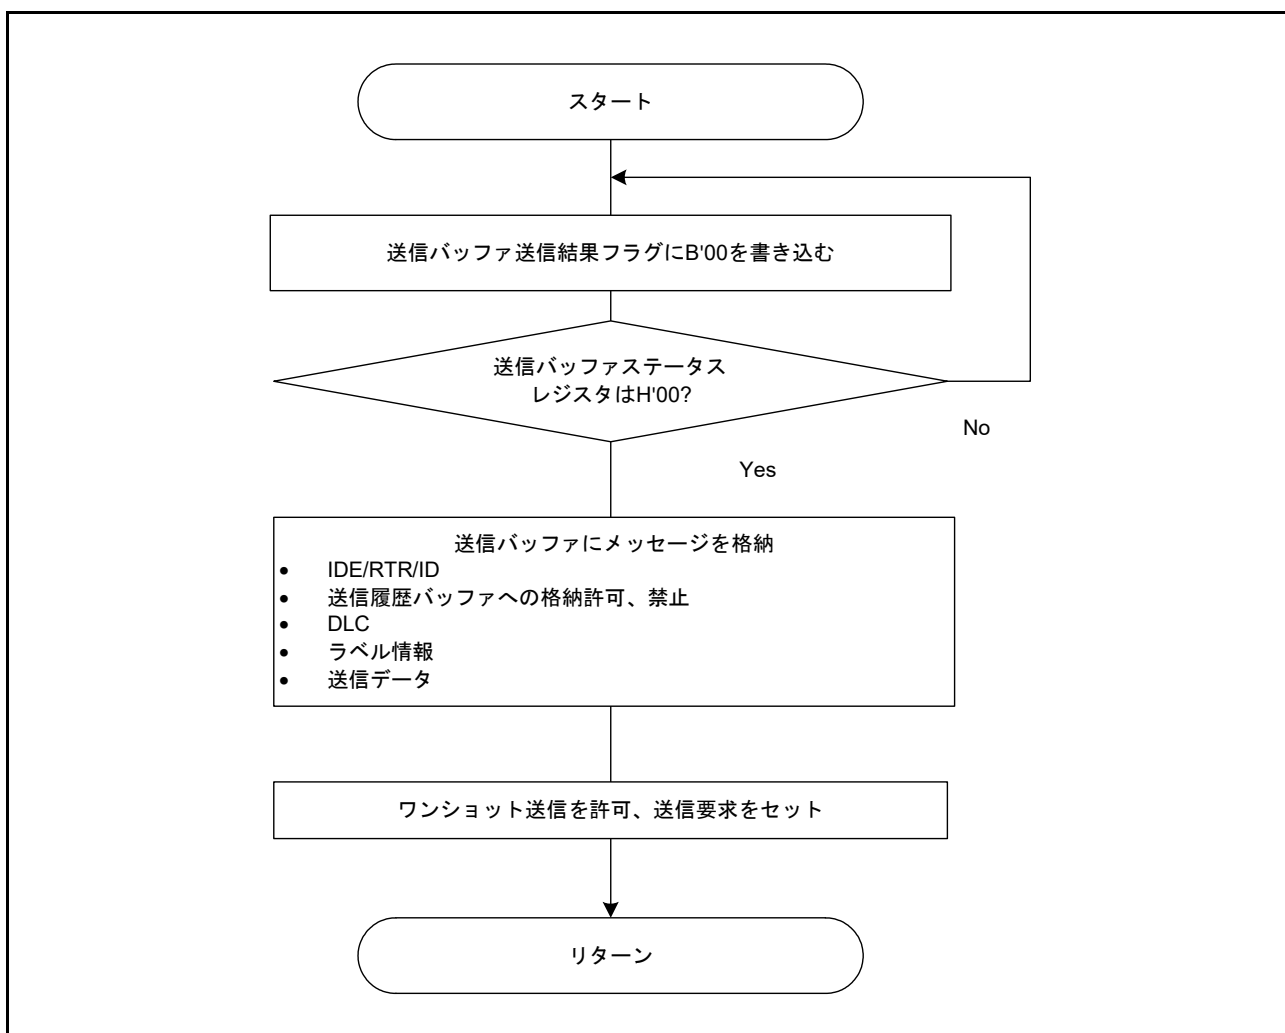 スタート
送信バッファ送信結果フラグにB'00を書き込む
送信バッファステータス
レジスタはH'00?
No
Yes
送信バッファにメッセージを格納
• IDE/RTR/ID
• 送信履歴バッファへの格納許可、禁止
• DLC
• ラベル情報
• 送信データ
ワンショット送信を許可、送信要求をセット
リターン